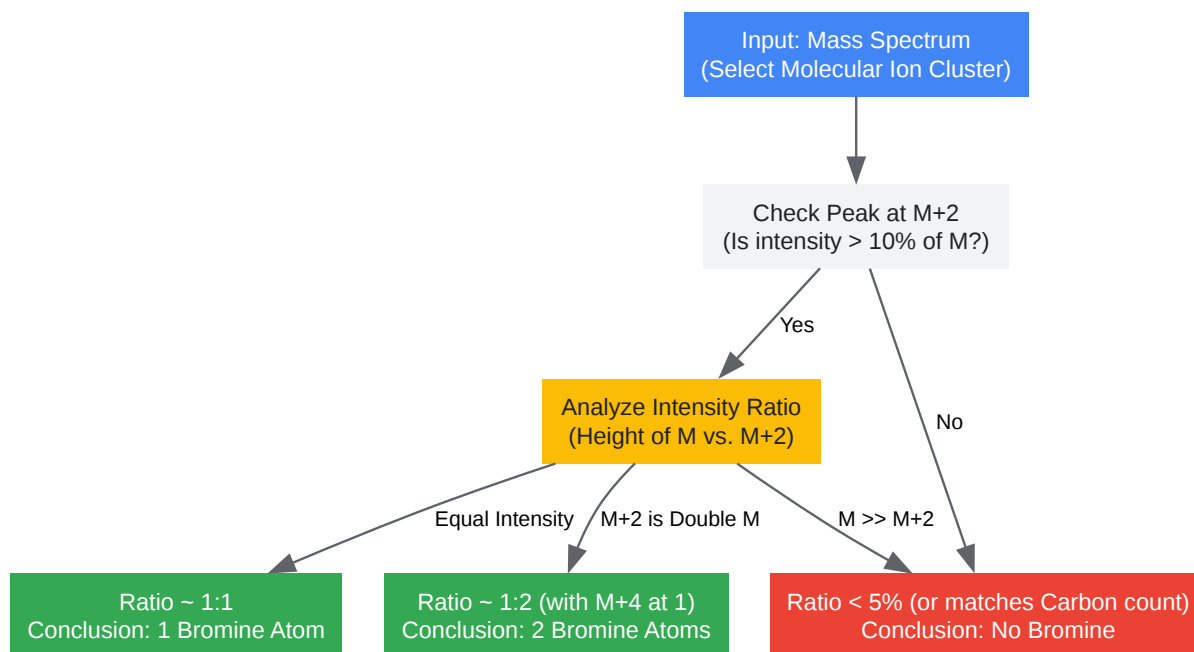 Input: Mass Spectrum
(Select Molecular Ion Cluster)
Check Peak at M+2
(Is intensity > 10% of M?)
Yes
No
Analyze Intensity Ratio
(Height of M vs. M+2)
Equal Intensity
M+2 is Double M
M >> M+2
Ratio ~ 1:1
Conclusion: 1 Bromine Atom
Ratio ~ 1:2 (with M+4 at 1)
Conclusion: 2 Bromine Atoms
Ratio < 5% (or matches Carbon count)
Conclusion: No Bromine